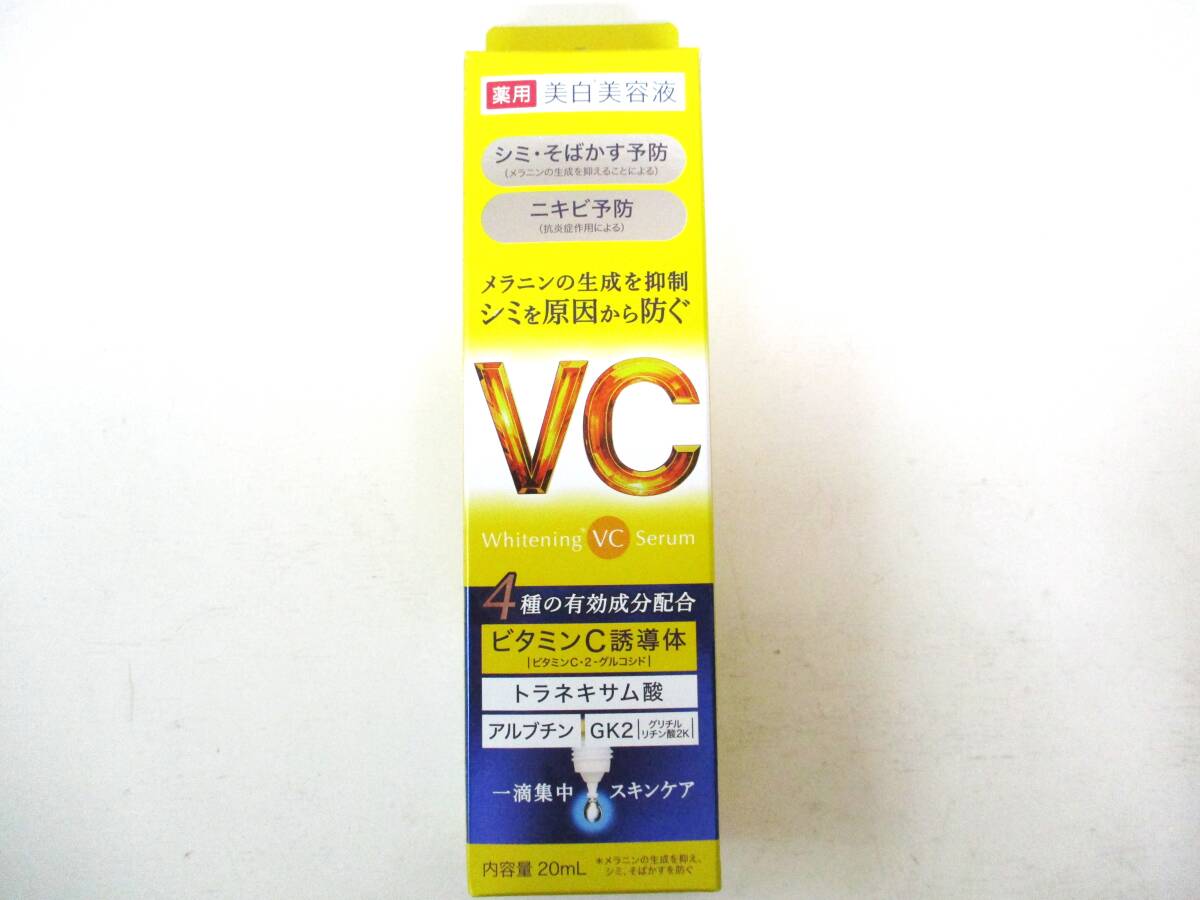 薬用 美白*美容液
シミ・そばかす予防
(メラニンの生成を抑えることによる)
ニキビ予防
(抗炎症作用による)
メラニンの生成を抑制
シミを原因から防ぐ
VC
Whitening* VC Serum
4種の有効成分配合
ビタミンC誘導体
|ビタミンC・2-グルコシド|
トラネキサム酸
アルブチン GK2 |グリチル
リチン酸2K|
一滴集中 スキンケア
内容量 20mL *メラニンの生成を抑え、
シミ、そばかすを防ぐ